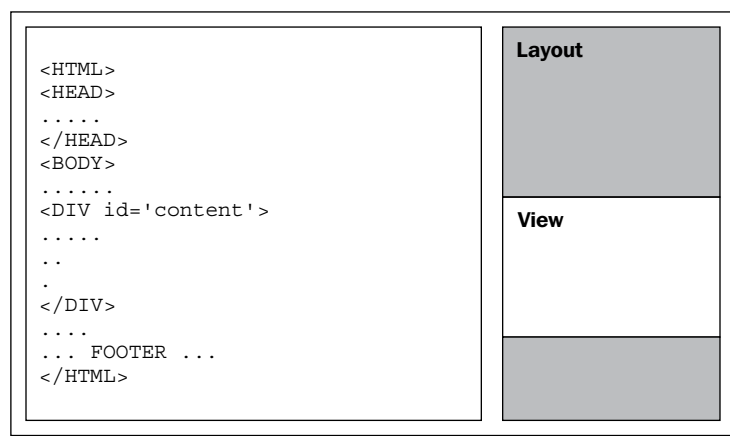 <HTML>
<HEAD>
.....
</HEAD>
<BODY>
......
<DIV id='content'>
.....
..
.
</DIV>
....
... FOOTER ...
</HTML>
Layout
View